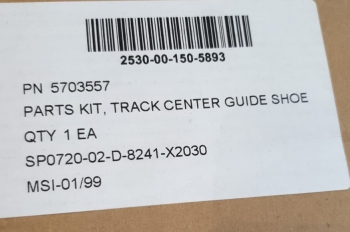 2530-00-150-5893
PN 5703557
PARTS KIT, TRACK CENTER GUIDE SHOE
QTY 1 EA
SP0720-02-D-8241-X2030
MSI-01/99